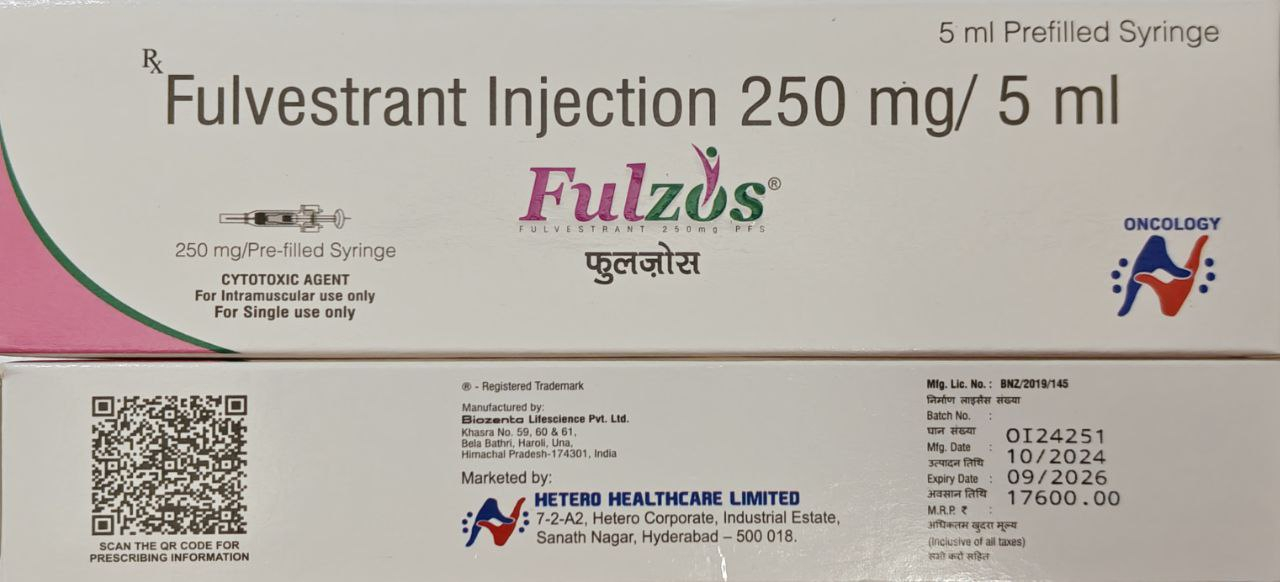 5 ml Prefilled Syringe
Rx
Fulvestrant Injection 250 mg/ 5 ml
Fulzos®
FULVESTRANT 250mg PFS
फुलज़ोस
250 mg/Pre-filled Syringe
CYTOTOXIC AGENT
For Intramuscular use only
For Single use only
ONCOLOGY
SCAN THE QR CODE FOR
PRESCRIBING INFORMATION
® - Registered Trademark
Manufactured by:
Biozenta Lifescience Pvt. Ltd.
Khasra No. 59, 60 & 61,
Bela Bathri, Haroli, Una,
Himachal Pradesh-174301, India
Marketed by:
HETERO HEALTHCARE LIMITED
7-2-A2, Hetero Corporate, Industrial Estate,
Sanath Nagar, Hyderabad – 500 018.
Mfg. Lic. No. : BNZ/2019/145
निर्माण लाइसेंस संख्या
Batch No. :
घान संख्या
OI24251
Mfg. Date :
10/2024
उत्पादन तिथि
Expiry Date :
09/2026
अवसान तिथि
17600.00
M.R.P. ₹ :
अधिकतम खुदरा मूल्य
(Inclusive of all taxes)
सभी करों सहित